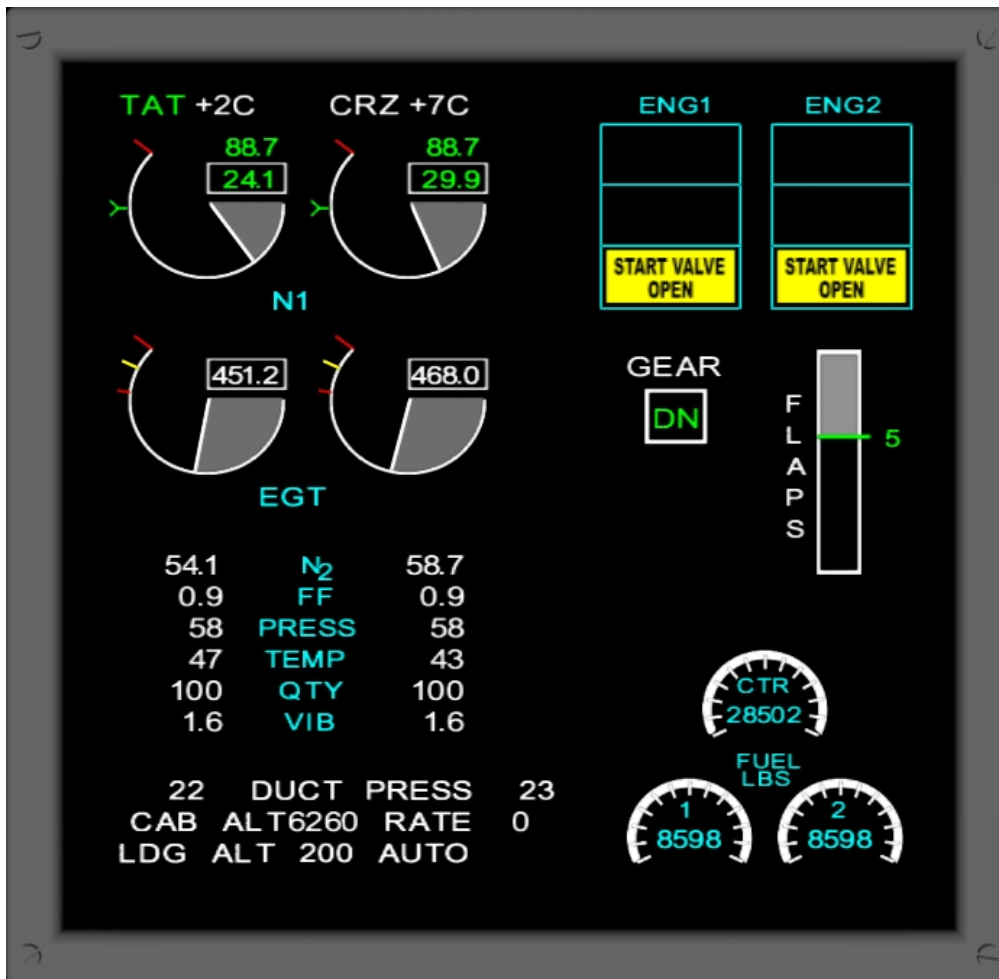 TAT +2C CRZ +7C
88.7 88.7
24.1 29.9
N1
451.2 468.0
EGT
54.1 N2 58.7
0.9 FF 0.9
58 PRESS 58
47 TEMP 43
100 QTY 100
1.6 VIB 1.6
22 DUCT PRESS 23
CAB ALT6260 RATE 0
LDG ALT 200 AUTO
ENG1 ENG2
START VALVE OPEN START VALVE OPEN
GEAR
DN
FLAPS
5
CTR
28502
FUEL
LBS
1 2
8598 8598